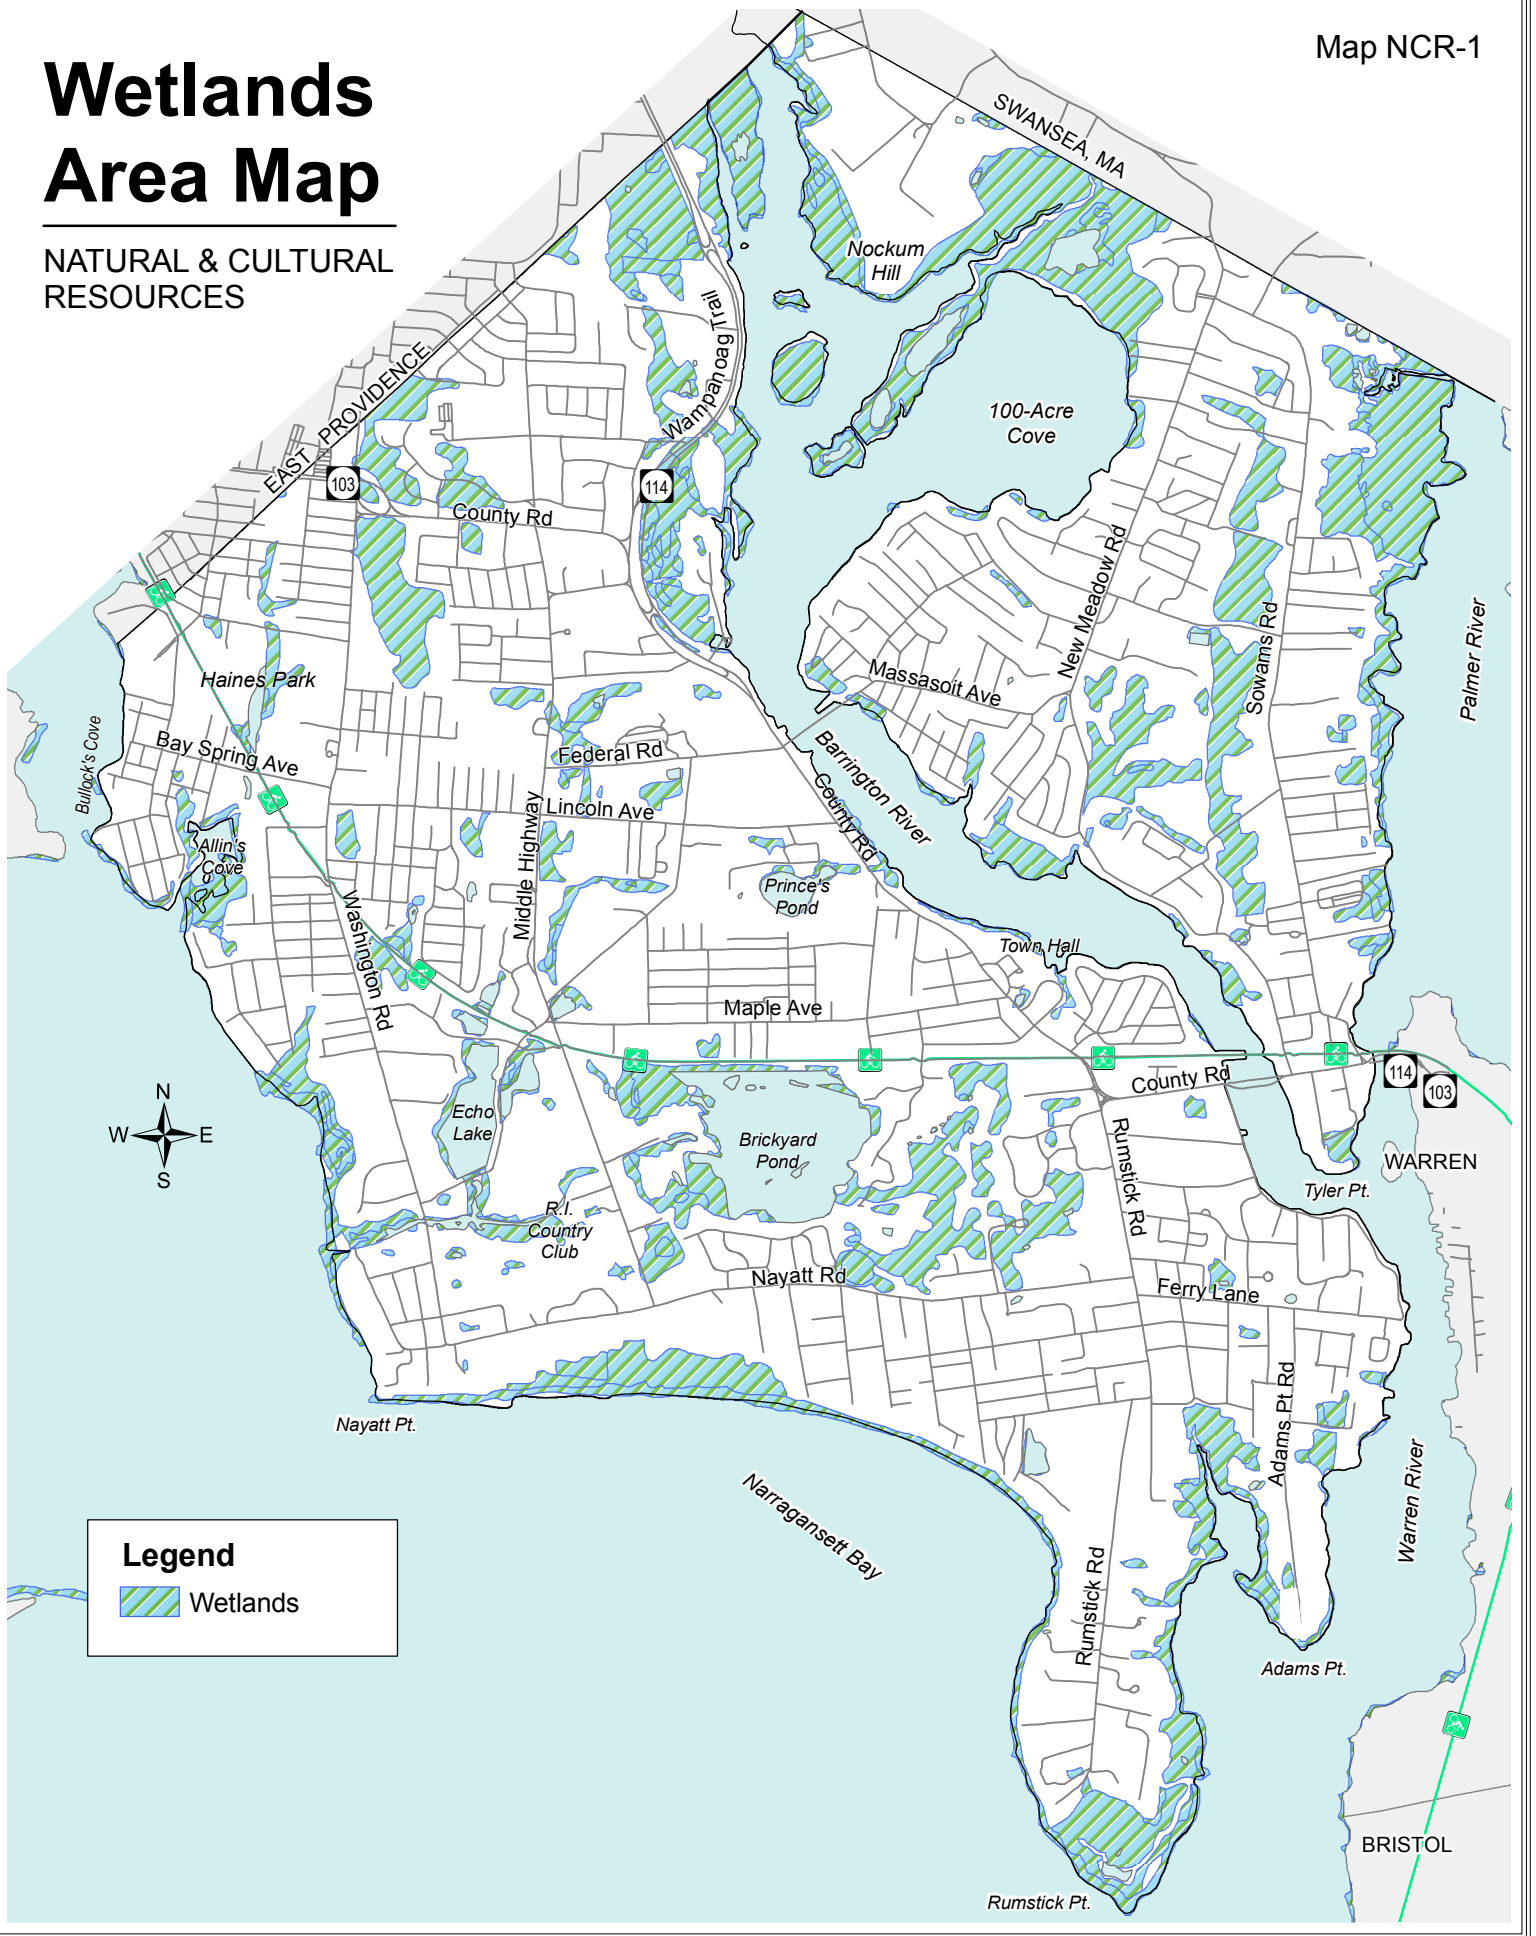 Map NCR-1
Wetlands
Area Map
NATURAL & CULTURAL
RESOURCES
SWANSEA, MA
Nockum
Hill
Wampanoag Trail
EAST PROVIDENCE
100-Acre
Cove
103
114
County Rd
New Meadow Rd
Sowams Rd
Palmer River
Haines Park
Massasoit Ave
Bullock's Cove
Bay Spring Ave
Federal Rd
Barrington River
County Rd
Lincoln Ave
Middle Highway
Allin's
Cove
Prince's
Pond
Washington Rd
Town Hall
Maple Ave
114
103
County Rd
N
W E
S
Echo
Lake
Brickyard
Pond
Rumstick Rd
WARREN
Tyler Pt.
R.I.
Country
Club
Nayatt Rd
Ferry Lane
Adams Pt Rd
Nayatt Pt.
Warren River
Narragansett Bay
Legend
Wetlands
Rumstick Rd
Adams Pt.
BRISTOL
Rumstick Pt.